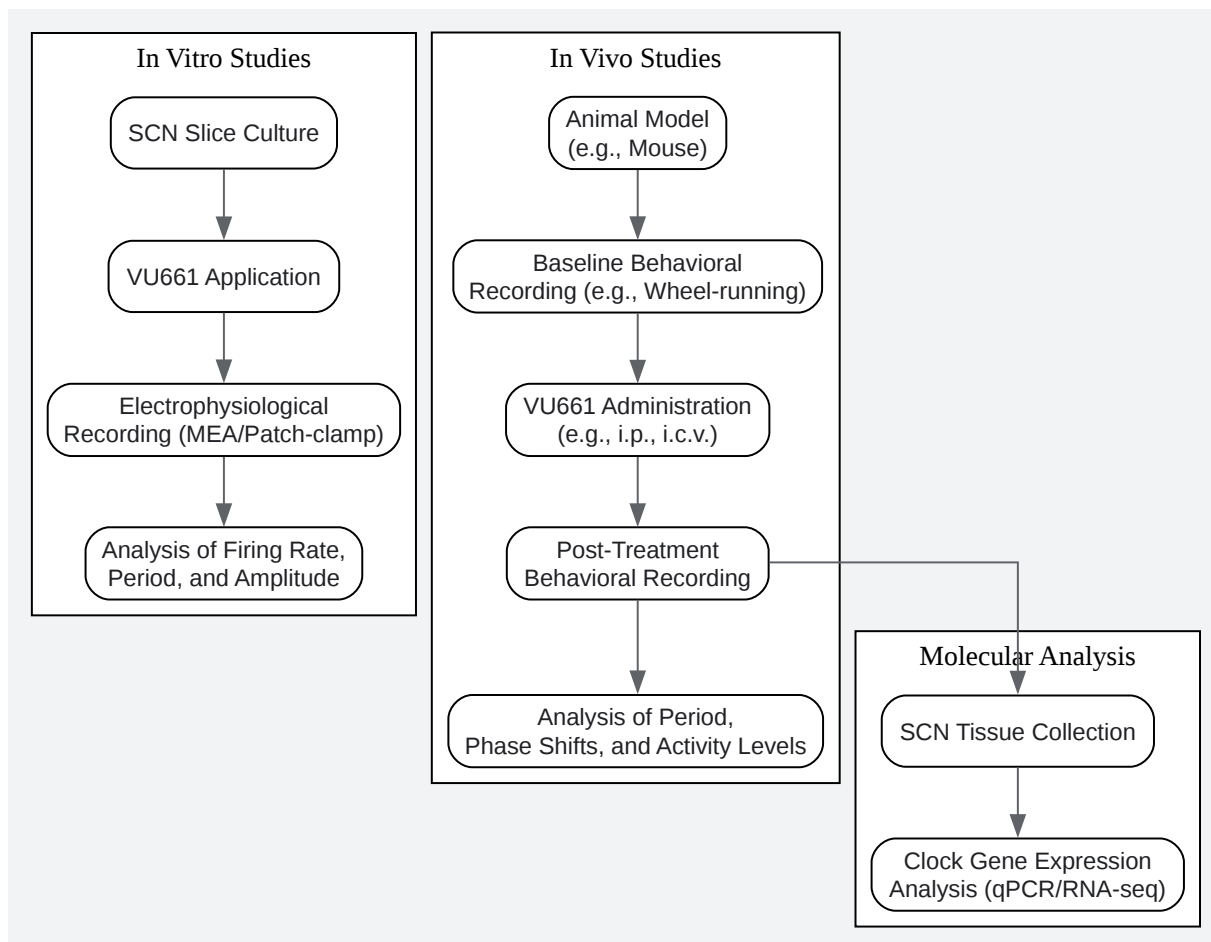 In Vitro Studies
SCN Slice Culture
VU661 Application
Electrophysiological
Recording (MEA/Patch-clamp)
Analysis of Firing Rate,
Period, and Amplitude
In Vivo Studies
Animal Model
(e.g., Mouse)
Baseline Behavioral
Recording (e.g., Wheel-running)
VU661 Administration
(e.g., i.p., i.c.v.)
Post-Treatment
Behavioral Recording
Analysis of Period,
Phase Shifts, and Activity Levels
Molecular Analysis
SCN Tissue Collection
Clock Gene Expression
Analysis (qPCR/RNA-seq)